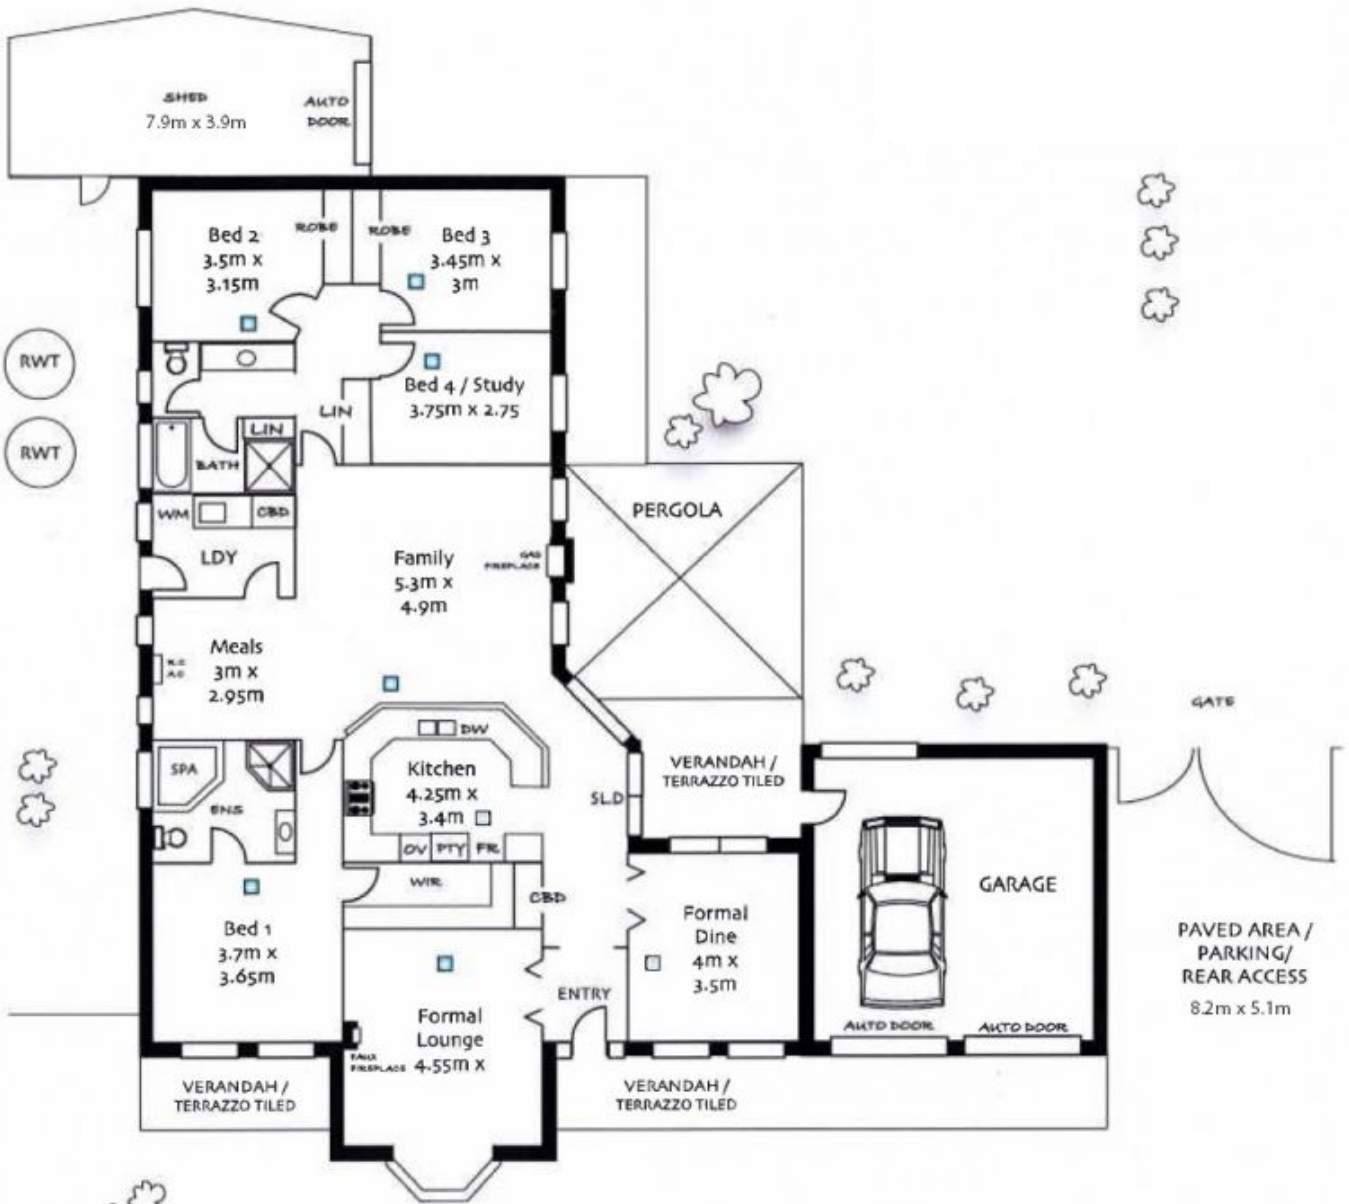 SHED
7.9m x 3.9m
AUTO
DOOR
Bed 2
3.5m x
3.15m
ROBE
ROBE
Bed 3
3.45m x
3m
RWT
RWT
Bed 4 / Study
3.75m x 2.75
LIN
LIN
BATH
WM
CBD
LDY
PERGOLA
Family
5.3m x
4.9m
GAS
FIREPLACE
Meals
3m x
2.95m
R.C
A.C
GATE
DW
SPA
ENS
Kitchen
4.25m x
3.4m
OV
PTY
FR
SL.D
VERANDAH /
TERRAZZO TILED
GARAGE
WIR
CBD
Bed 1
3.7m x
3.65m
Formal
Dine
4m x
3.5m
PAVED AREA /
PARKING/
REAR ACCESS
8.2m x 5.1m
ENTRY
Formal
Lounge
4.55m x
FAUX
FIREPLACE
AUTO DOOR
AUTO DOOR
VERANDAH /
TERRAZZO TILED
VERANDAH /
TERRAZZO TILED